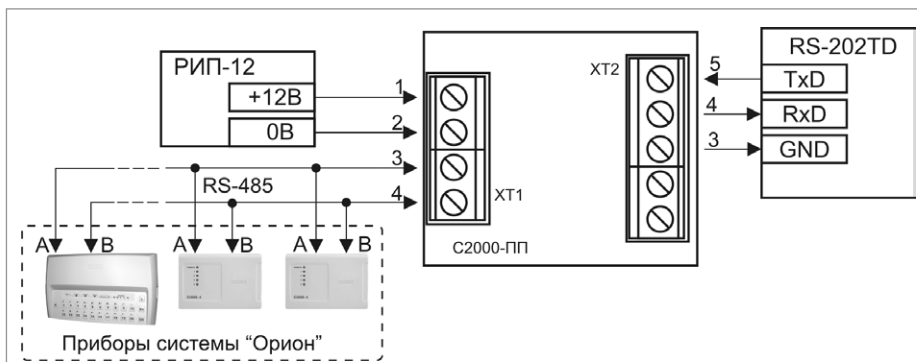 РИП-12
+12В
0В
1
2
3
4
RS-485
А
В
А
В
А
В
Приборы системы “Орион”
XT1
XT2
С2000-ПП
5
4
3
RS-202TD
TxD
RxD
GND